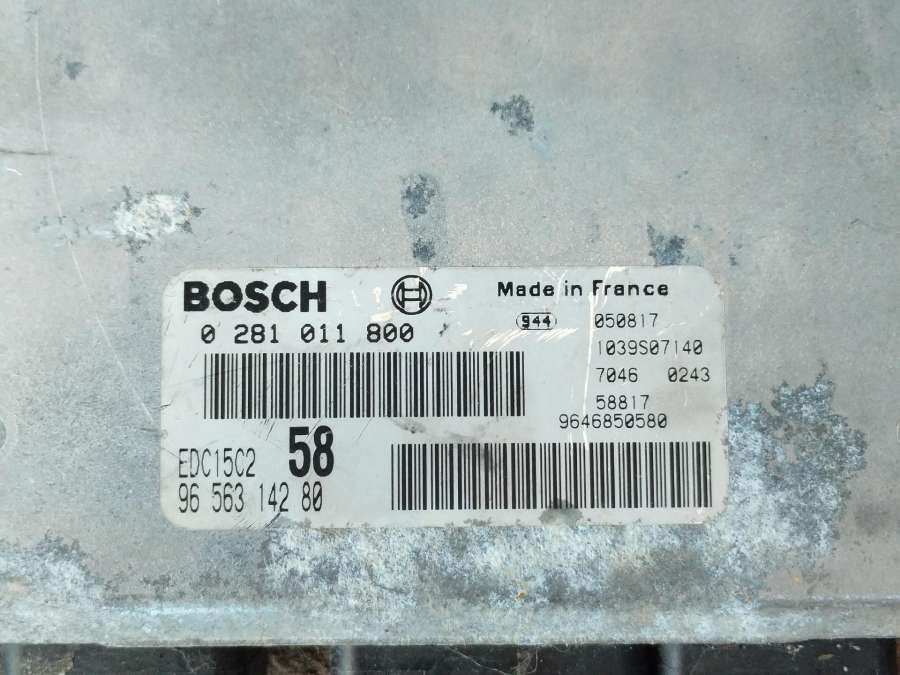 BOSCH
Made in France
0 281 011 800
944 050817
1039S07140
7046 0243
58817
9646850580
EDC15C2 58
96 563 142 80